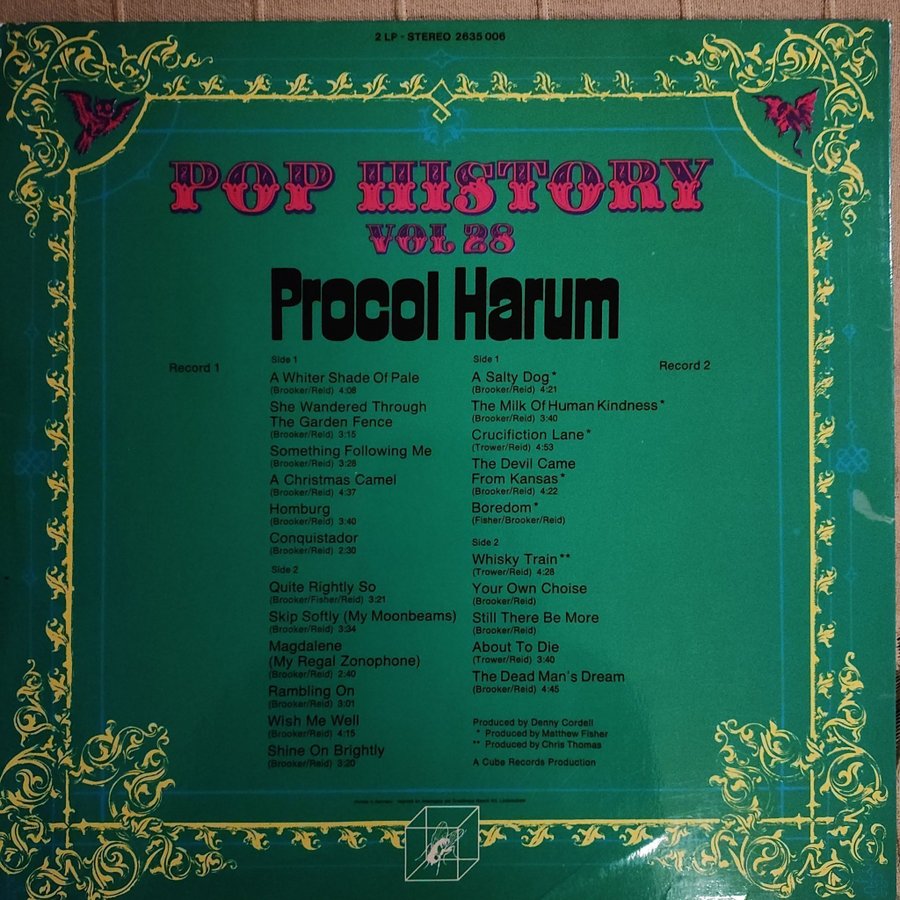 2 LP - STEREO 2635 006
POP HISTORY
VOL 28
Procol Harum
Record 1
Side 1
A Whiter Shade Of Pale
(Brooker/Reid) 4:08
She Wandered Through
The Garden Fence
(Brooker/Reid) 3:15
Something Following Me
(Brooker/Reid) 3:28
A Christmas Camel
(Brooker/Reid) 4:37
Homburg
(Brooker/Reid) 3:40
Conquistador
(Brooker/Reid) 2:30
Side 2
Quite Rightly So
(Brooker/Fisher/Reid) 3:21
Skip Softly (My Moonbeams)
(Brooker/Reid) 3:34
Magdalene
(My Regal Zonophone)
(Brooker/Reid) 2:40
Rambling On
(Brooker/Reid) 3:01
Wish Me Well
(Brooker/Reid) 4:15
Shine On Brightly
(Brooker/Reid) 3:20
Record 2
Side 1
A Salty Dog*
(Brooker/Reid) 4:21
The Milk Of Human Kindness*
(Brooker/Reid) 3:40
Crucifiction Lane*
(Trower/Reid) 4:53
The Devil Came
From Kansas*
(Brooker/Reid) 4:22
Boredom*
(Fisher/Brooker/Reid)
Side 2
Whisky Train**
(Trower/Reid) 4:28
Your Own Choise
(Brooker/Reid)
Still There Be More
(Brooker/Reid)
About To Die
(Trower/Reid) 3:40
The Dead Man's Dream
(Brooker/Reid) 4:45
Produced by Denny Cordell
* Produced by Matthew Fisher
** Produced by Chris Thomas
A Cube Records Production